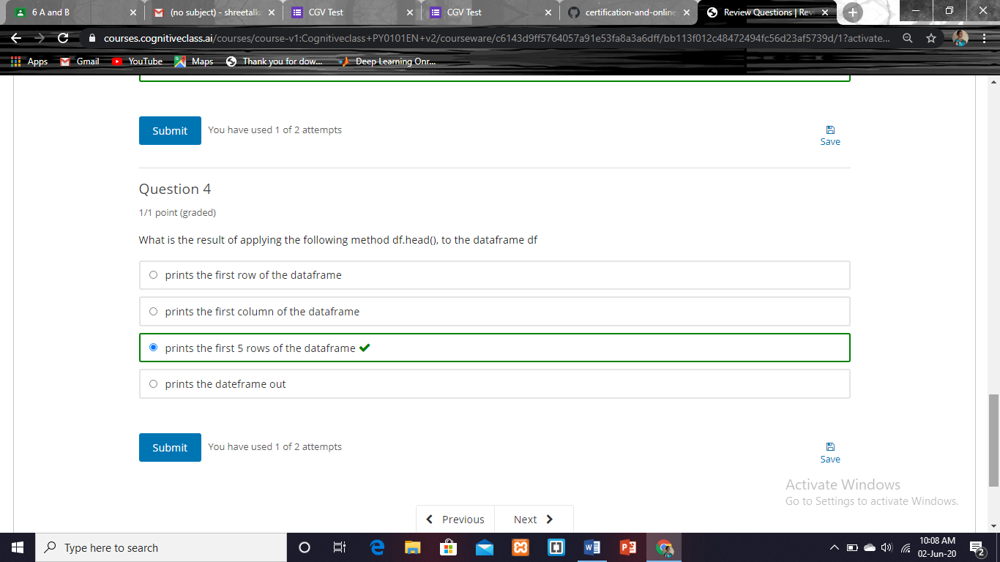 6 A and B
(no subject) - shreetalk
CGV Test
CGV Test
certification-and-online
Review Questions | Rev
courses.cognitiveclass.ai/courses/course-v1:Cognitiveclass+PY0101EN+v2/courseware/c6143d9ff5764057a91e53fa8a3a6dff/bb113f012c48472494fc56d23af5739d/1?activate...
Apps
Gmail
YouTube
Maps
Thank you for dow...
Deep Learning Onr...
Submit
You have used 1 of 2 attempts
Save
Question 4
1/1 point (graded)
What is the result of applying the following method df.head(), to the dataframe df
prints the first row of the dataframe
prints the first column of the dataframe
prints the first 5 rows of the dataframe
prints the dateframe out
Submit
You have used 1 of 2 attempts
Save
Activate Windows
Go to Settings to activate Windows.
Previous
Next
Type here to search
10:08 AM
02-Jun-20
2